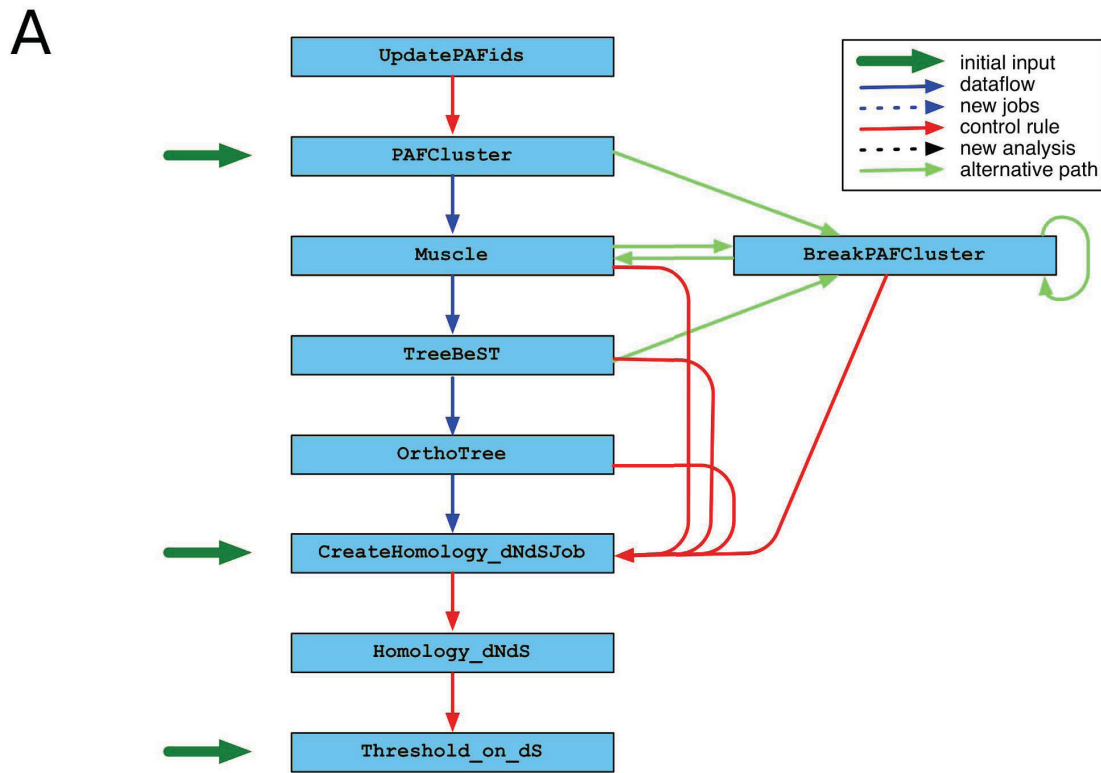 A
UpdatePAFids
PAFCluster
Muscle
BreakPAFCluster
TreeBeST
OrthoTree
CreateHomology_dNdSJob
Homology_dNdS
Threshold_on_dS
initial input
dataflow
new jobs
control rule
new analysis
alternative path